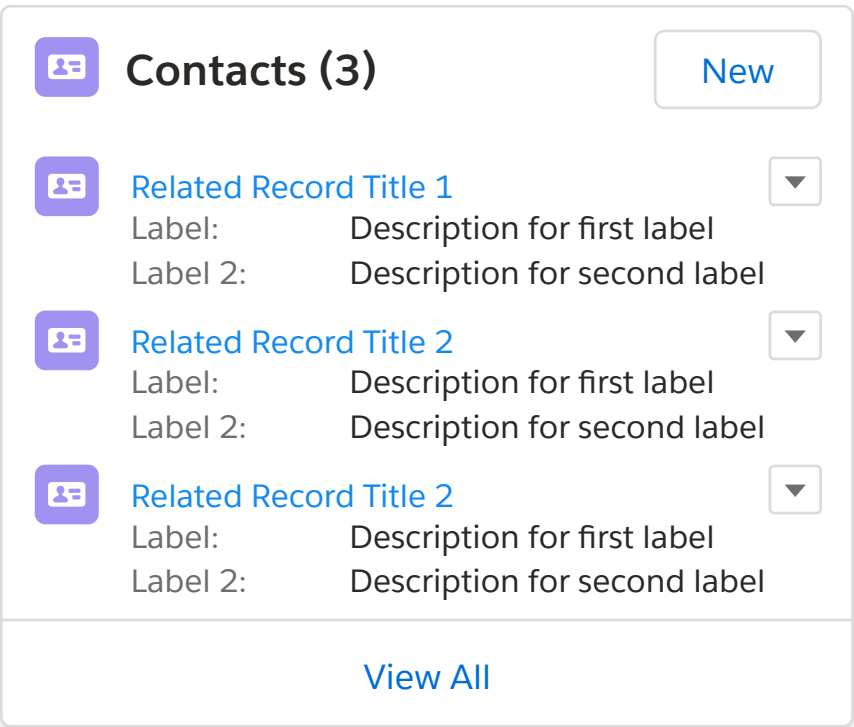 Contacts (3)
New
Related Record Title 1
Label: Description for first label
Label 2: Description for second label
Related Record Title 2
Label: Description for first label
Label 2: Description for second label
Related Record Title 2
Label: Description for first label
Label 2: Description for second label
View All